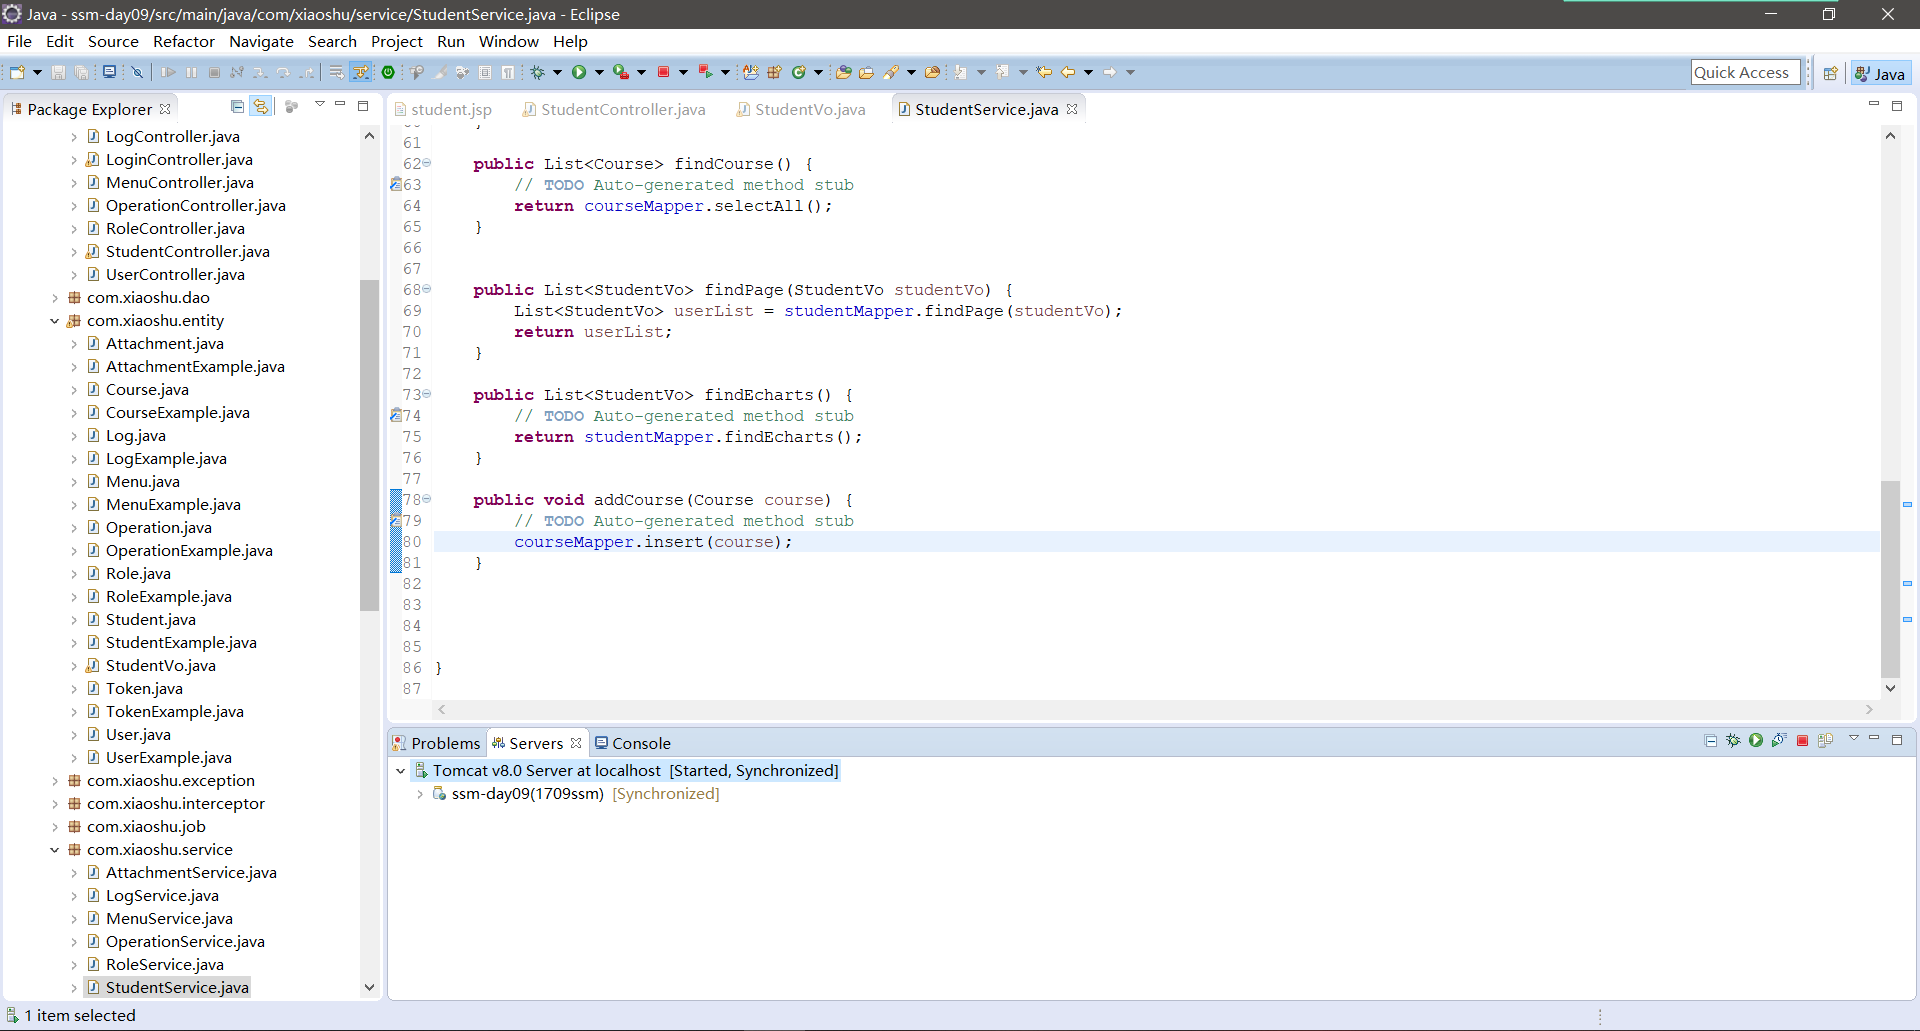 Java - ssm-day09/src/main/java/com/xiaoshu/service/StudentService.java - Eclipse
File Edit Source Refactor Navigate Search Project Run Window Help
Quick Access
Java
Package Explorer
LogController.java
LoginController.java
MenuController.java
OperationController.java
RoleController.java
StudentController.java
UserController.java
com.xiaoshu.dao
com.xiaoshu.entity
Attachment.java
AttachmentExample.java
Course.java
CourseExample.java
Log.java
LogExample.java
Menu.java
MenuExample.java
Operation.java
OperationExample.java
Role.java
RoleExample.java
Student.java
StudentExample.java
StudentVo.java
Token.java
TokenExample.java
User.java
UserExample.java
com.xiaoshu.exception
com.xiaoshu.interceptor
com.xiaoshu.job
com.xiaoshu.service
AttachmentService.java
LogService.java
MenuService.java
OperationService.java
RoleService.java
StudentService.java
student.jsp StudentController.java StudentVo.java StudentService.java
61
62 public List<Course> findCourse() {
63 // TODO Auto-generated method stub
64 return courseMapper.selectAll();
65 }
66
67
68 public List<StudentVo> findPage(StudentVo studentVo) {
69 List<StudentVo> userList = studentMapper.findPage(studentVo);
70 return userList;
71 }
72
73 public List<StudentVo> findEcharts() {
74 // TODO Auto-generated method stub
75 return studentMapper.findEcharts();
76 }
77
78 public void addCourse(Course course) {
79 // TODO Auto-generated method stub
80 courseMapper.insert(course);
81 }
82
83
84
85
86 }
87
Problems Servers Console
Tomcat v8.0 Server at localhost [Started, Synchronized]
ssm-day09(1709ssm) [Synchronized]
1 item selected